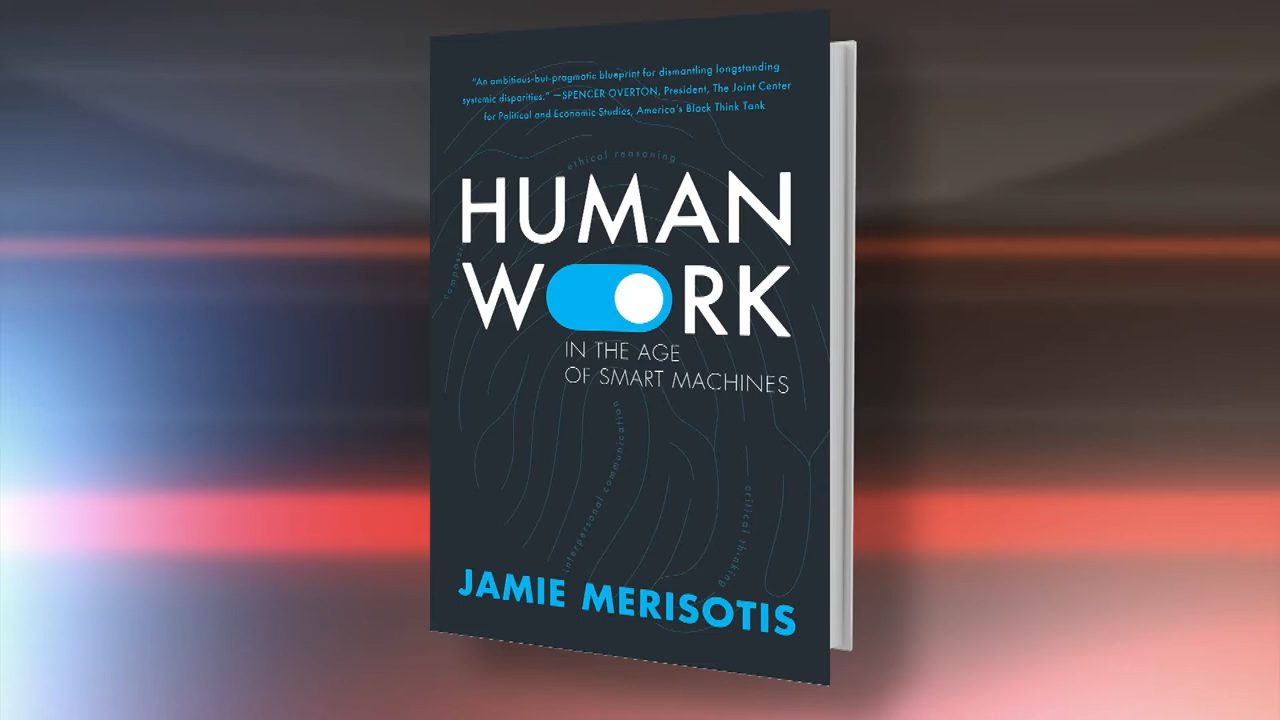 "An ambitious-but-pragmatic blueprint for dismantling longstanding
systemic disparities." —SPENCER OVERTON, President, The Joint Center
for Political and Economic Studies, America's Black Think Tank
ethical reasoning
HUMAN
WORK
IN THE AGE
OF SMART MACHINES
interpersonal communication
critical thinking
JAMIE MERISOTIS